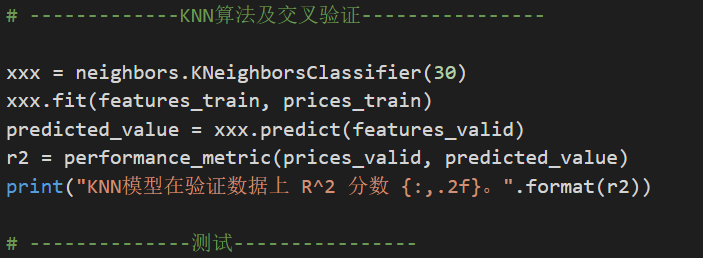 # -------------KNN算法及交叉验证----------------
xxx = neighbors.KNeighborsClassifier(30)
xxx.fit(features_train, prices_train)
predicted_value = xxx.predict(features_valid)
r2 = performance_metric(prices_valid, predicted_value)
print("KNN模型在验证数据上 R^2 分数 {:,.2f}。".format(r2))
# --------------测试----------------